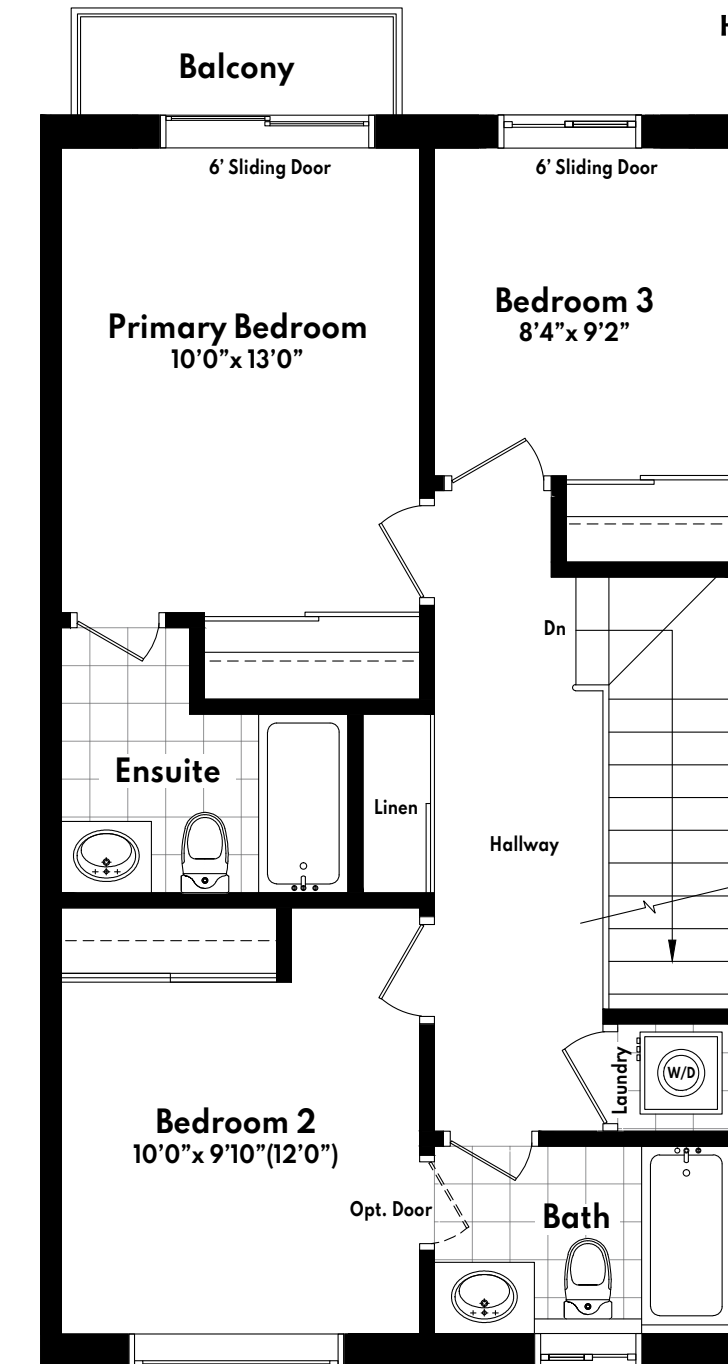 H
Balcony
6’ Sliding Door
6’ Sliding Door
Primary Bedroom
10’0”x 13’0”
Bedroom 3
8’4”x 9’2”
Dn
Ensuite
Linen
Hallway
Laundry
W/D
Bedroom 2
10’0”x 9’10”(12’0”)
Opt. Door
Bath